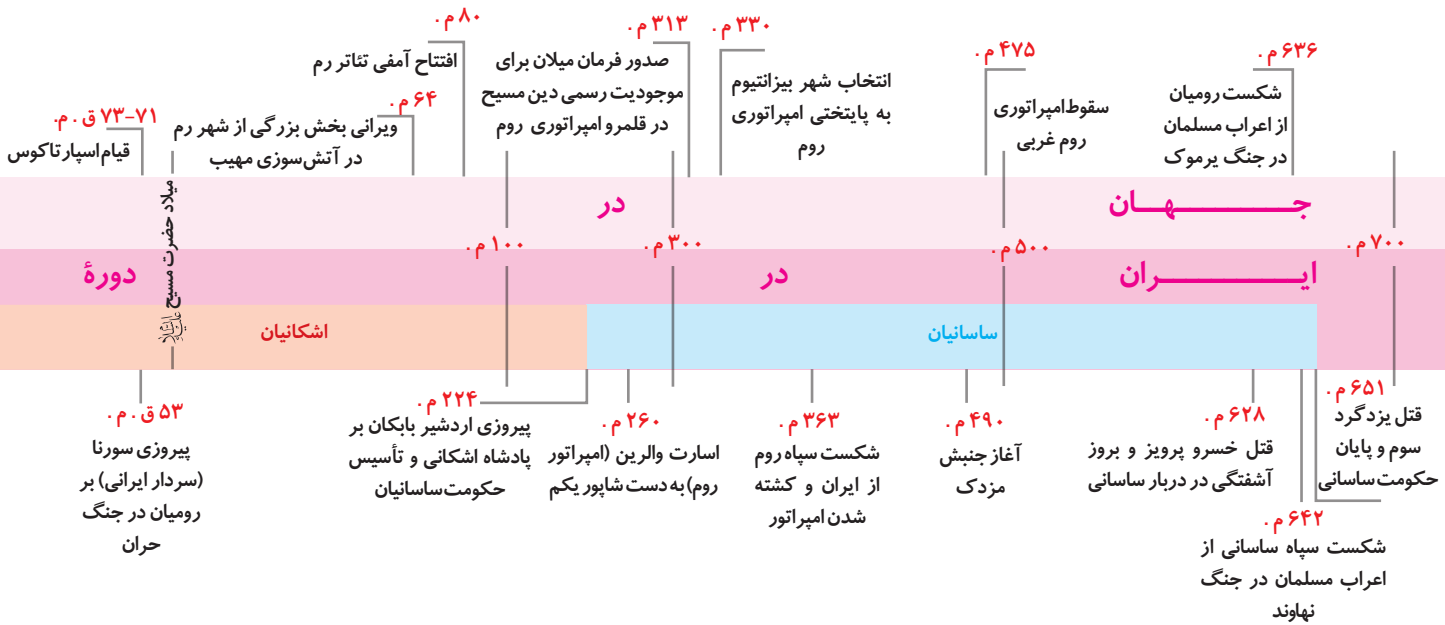 ۷۳-۷۱ ق . م.
قیام اسپارتاکوس
میلاد حضرت مسیح
۶۴ م.
ویرانی بخش بزرگی از شهر رم
در آتش‌سوزی مهیب
۸۰ م.
افتتاح آمفی تئاتر رم
۳۱۳ م.
صدور فرمان میلان برای
موجودیت رسمی دین مسیح
در قلمرو امپراتوری روم
۳۳۰ م.
انتخاب شهر بیزانتیوم
به پایتختی امپراتوری
روم
۴۷۵ م.
سقوط امپراتوری
روم غربی
۶۳۶ م.
شکست رومیان
از اعراب مسلمان
در جنگ یرموک
در جهان
۱۰۰ م.
۳۰۰ م.
۵۰۰ م.
۷۰۰ م.
دورهٔ
در ایران
اشکانیان
ساسانیان
۵۳ ق . م.
پیروزی سورنا
(سردار ایرانی) بر
رومیان در جنگ
حران
۲۲۴ م.
پیروزی اردشیر بابکان بر
پادشاه اشکانی و تأسیس
حکومت ساسانیان
۲۶۰ م.
اسارت والرین (امپراتور
روم) به دست شاپور یکم
۳۶۳ م.
شکست سپاه روم
از ایران و کشته
شدن امپراتور
۴۹۰ م.
آغاز جنبش
مزدک
۶۲۸ م.
قتل خسرو پرویز و بروز
آشفتگی در دربار ساسانی
۶۴۲ م.
شکست سپاه ساسانی از
اعراب مسلمان در جنگ
نهاوند
۶۵۱ م.
قتل یزدگرد
سوم و پایان
حکومت ساسانی